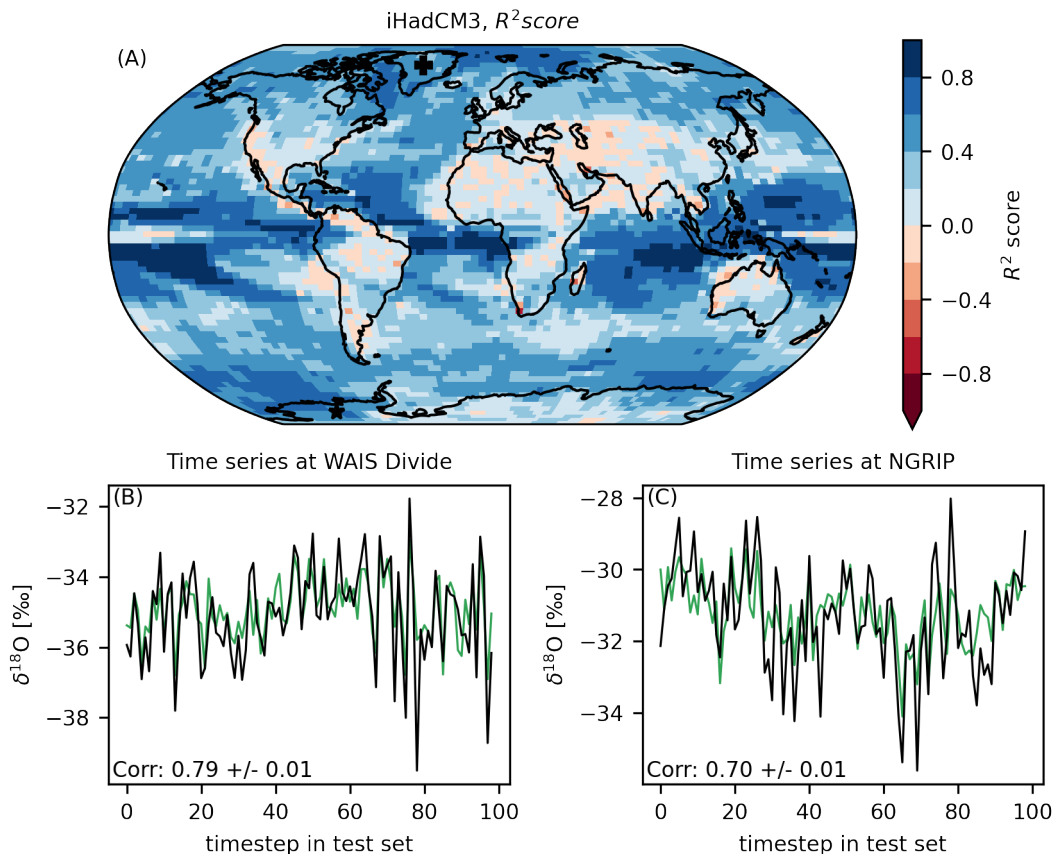 iHadCM3, R²score
(A)
0.8
0.4
0.0
−0.4
−0.8
R² score
Time series at WAIS Divide
(B)
−32
−34
−36
−38
δ¹⁸O [‰]
Corr: 0.79 +/- 0.01
0 20 40 60 80 100
timestep in test set
Time series at NGRIP
(C)
−28
−30
−32
−34
δ¹⁸O [‰]
Corr: 0.70 +/- 0.01
0 20 40 60 80 100
timestep in test set